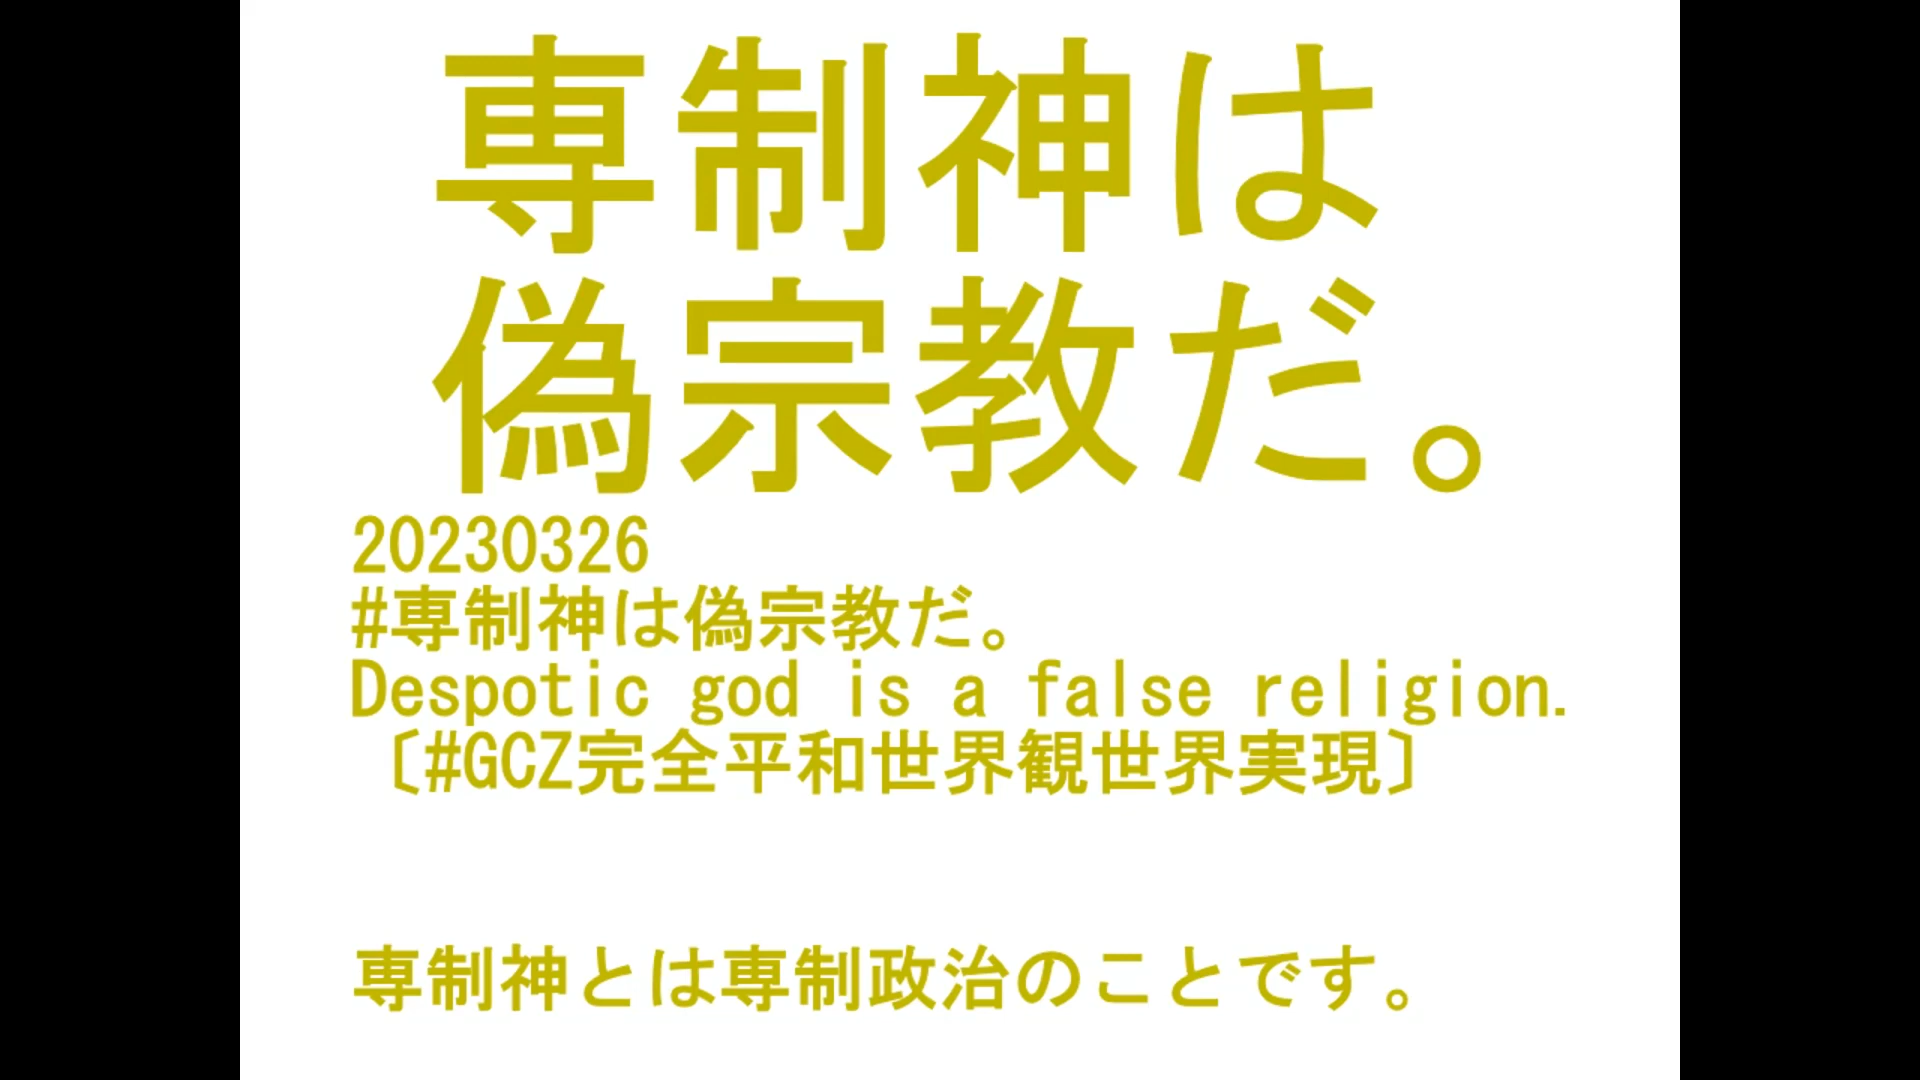 専制神は
偽宗教だ。
20230326
#専制神は偽宗教だ。
Despotic god is a false religion.
〔#GCZ完全平和世界観世界実現〕
専制神とは専制政治のことです。